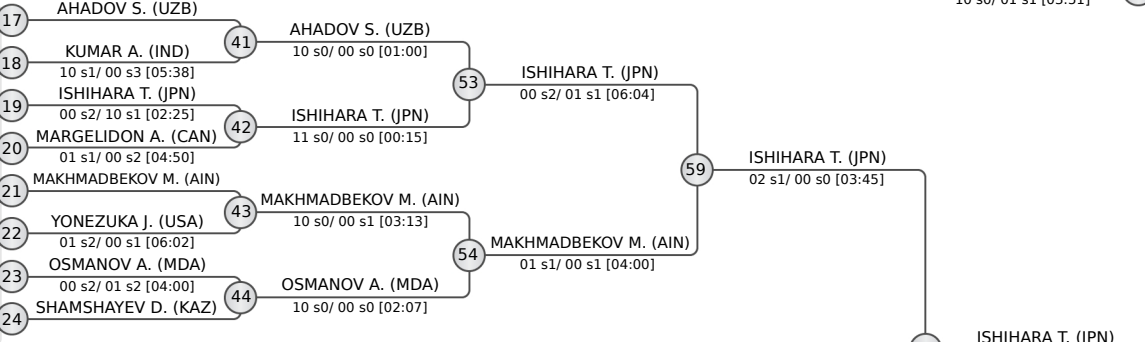 17
AHADOV S. (UZB)
18
KUMAR A. (IND)
10 s1/ 00 s3 [05:38]
19
ISHIHARA T. (JPN)
00 s2/ 10 s1 [02:25]
20
MARGELIDON A. (CAN)
01 s1/ 00 s2 [04:50]
21
MAKHMADBEKOV M. (AIN)
22
YONEZUKA J. (USA)
01 s2/ 00 s1 [06:02]
23
OSMANOV A. (MDA)
00 s2/ 01 s2 [04:00]
24
SHAMSHAYEV D. (KAZ)
41
AHADOV S. (UZB)
10 s0/ 00 s0 [01:00]
42
ISHIHARA T. (JPN)
11 s0/ 00 s0 [00:15]
43
MAKHMADBEKOV M. (AIN)
10 s0/ 00 s1 [03:13]
44
OSMANOV A. (MDA)
10 s0/ 00 s0 [02:07]
53
ISHIHARA T. (JPN)
00 s2/ 01 s1 [06:04]
54
MAKHMADBEKOV M. (AIN)
01 s1/ 00 s1 [04:00]
59
ISHIHARA T. (JPN)
02 s1/ 00 s0 [03:45]
10 s0/ 01 s1 [03:31]
ISHIHARA T. (JPN)